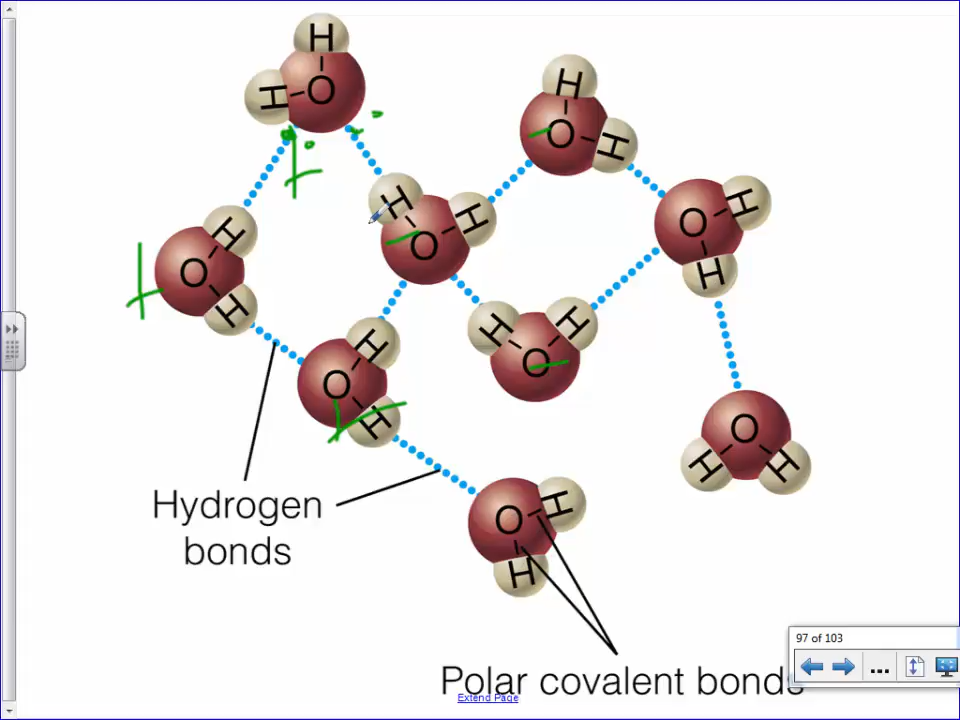 H
H O
H
O H
H
H
O H
H
O H
H
O
H
O H
H
H
O
H
O
H H
O H
H
Hydrogen
bonds
Polar covalent bonds
Extend Page
97 of 103
...